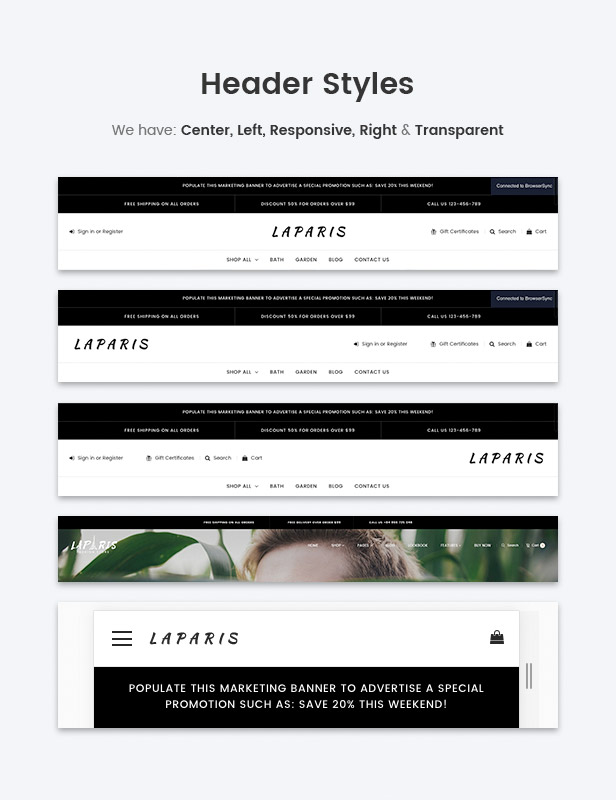 Header Styles
We have: Center, Left, Responsive, Right & Transparent
POPULATE THIS MARKETING BANNER TO ADVERTISE A SPECIAL PROMOTION SUCH AS: SAVE 20% THIS WEEKEND!
Connected to BrowserSync
FREE SHIPPING ON ALL ORDERS DISCOUNT 50% FOR ORDERS OVER $99 CALL US 123-456-789
Sign in or Register LAPARIS Gift Certificates Search Cart
SHOP ALL BATH GARDEN BLOG CONTACT US
POPULATE THIS MARKETING BANNER TO ADVERTISE A SPECIAL PROMOTION SUCH AS: SAVE 20% THIS WEEKEND!
Connected to BrowserSync
FREE SHIPPING ON ALL ORDERS DISCOUNT 50% FOR ORDERS OVER $99 CALL US 123-456-789
LAPARIS Sign in or Register Gift Certificates Search Cart
SHOP ALL BATH GARDEN BLOG CONTACT US
POPULATE THIS MARKETING BANNER TO ADVERTISE A SPECIAL PROMOTION SUCH AS: SAVE 20% THIS WEEKEND!
FREE SHIPPING ON ALL ORDERS DISCOUNT 50% FOR ORDERS OVER $99 CALL US 123-456-789
Sign in or Register Gift Certificates Search Cart LAPARIS
SHOP ALL BATH GARDEN BLOG CONTACT US
FREE SHIPPING ON ALL ORDERS FREE DELIVERY OVER ORDER $99 CALL US
LAPARIS HOME SHOP PAGES LOOKBOOK FEATURES BUY NOW Search Cart
LAPARIS
POPULATE THIS MARKETING BANNER TO ADVERTISE A SPECIAL
PROMOTION SUCH AS: SAVE 20% THIS WEEKEND!